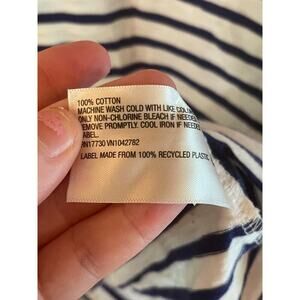 100% COTTON
MACHINE WASH COLD WITH LIKE COLO
ONLY NON-CHLORINE BLEACH IF NEEDED
REMOVE PROMPTLY. COOL IRON IF NEEDED
LABEL.
RN17730 VN1042782
LABEL MADE FROM 100% RECYCLED PLASTIC